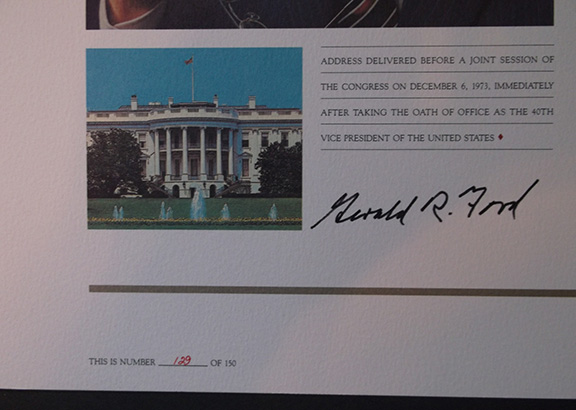 ADDRESS DELIVERED BEFORE A JOINT SESSION OF
THE CONGRESS ON DECEMBER 6, 1973, IMMEDIATELY
AFTER TAKING THE OATH OF OFFICE AS THE 40TH
VICE PRESIDENT OF THE UNITED STATES ♦
Gerald R. Ford
THIS IS NUMBER 129 OF 150